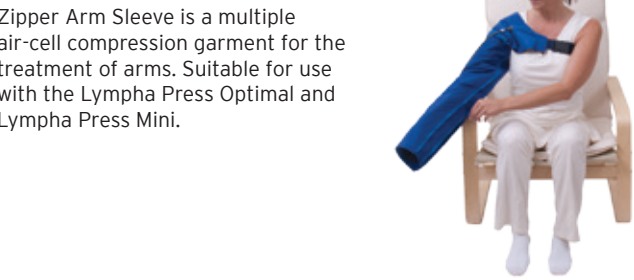 Zipper Arm Sleeve is a multiple
air-cell compression garment for the
treatment of arms. Suitable for use
with the Lympha Press Optimal and
Lympha Press Mini.